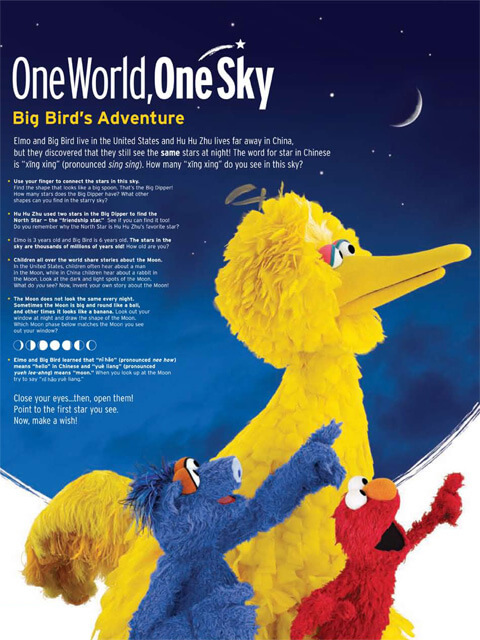 One World, One Sky
Big Bird's Adventure
Elmo and Big Bird live in the United States and Hu Hu Zhu lives far away in China,
but they discovered that they still see the same stars at night! The word for star in Chinese
is "xīng xing" (pronounced sing sing). How many "xīng xing" do you see in this sky?
• Use your finger to connect the stars in this sky.
Find the shape that looks like a big spoon. That's the Big Dipper!
How many stars does the Big Dipper have? What other
shapes can you find in the starry sky?
• Hu Hu Zhu used two stars in the Big Dipper to find the
North Star – the "friendship star." See if you can find it too!
Do you remember why the North Star is Hu Hu Zhu's favorite star?
• Elmo is 3 years old and Big Bird is 6 years old. The stars in the
sky are thousands of millions of years old! How old are you?
• Children all over the world share stories about the Moon.
In the United States, children often hear about a man
in the Moon, while in China children hear about a rabbit in
the Moon. Look at the dark and light spots of the Moon.
What do you see? Now, invent your own story about the Moon!
• The Moon does not look the same every night.
Sometimes the Moon is big and round like a ball,
and other times it looks like a banana. Look out your
window at night and draw the shape of the Moon.
Which Moon phase below matches the Moon you see
out your window?
• Elmo and Big Bird learned that "nǐ hǎo" (pronounced nee how)
means "hello" in Chinese and "yuè liang" (pronounced
yueh lee-ahng) means "moon." When you look up at the Moon
try to say "nǐ hǎo yuè liang."
Close your eyes...then, open them!
Point to the first star you see.
Now, make a wish!